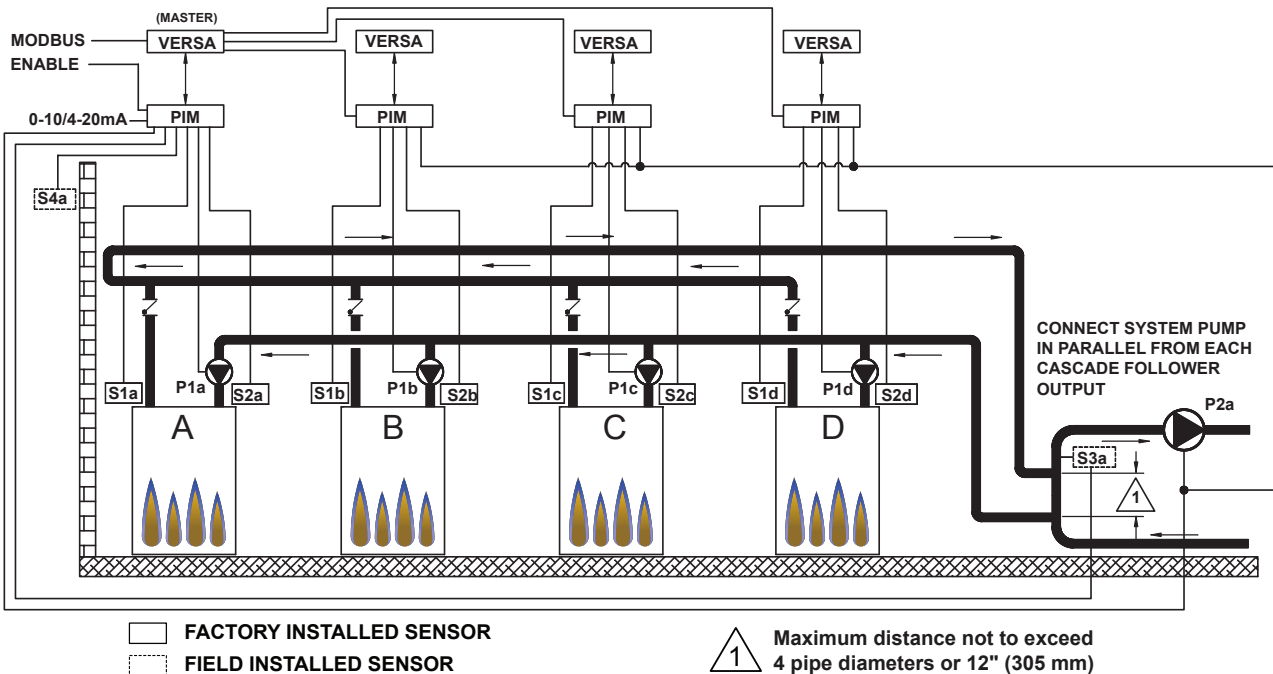 (MASTER)
MODBUS
VERSA
VERSA
VERSA
VERSA
ENABLE
0-10/4-20mA
PIM
PIM
PIM
PIM
S4a
CONNECT SYSTEM PUMP
IN PARALLEL FROM EACH
CASCADE FOLLOWER
OUTPUT
S1a
P1a
S2a
S1b
P1b
S2b
S1c
P1c
S2c
S1d
P1d
S2d
P2a
A
B
C
D
S3a
1
FACTORY INSTALLED SENSOR
FIELD INSTALLED SENSOR
1
Maximum distance not to exceed
4 pipe diameters or 12" (305 mm)